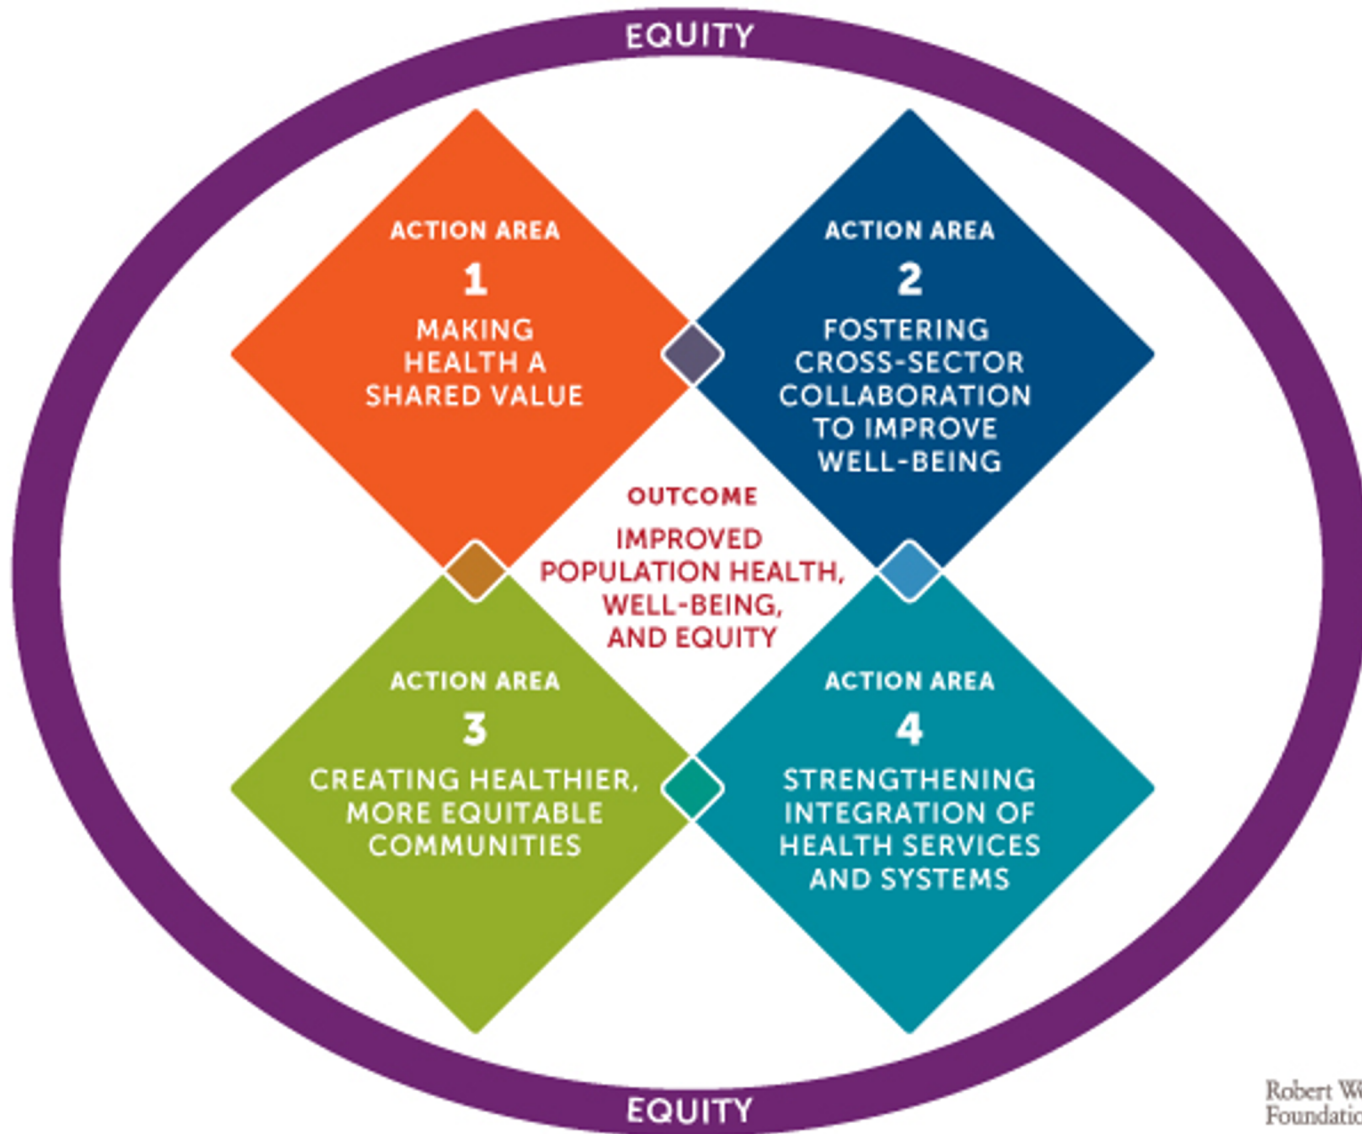 EQUITY
ACTION AREA
1
MAKING
HEALTH A
SHARED VALUE
ACTION AREA
2
FOSTERING
CROSS-SECTOR
COLLABORATION
TO IMPROVE
WELL-BEING
OUTCOME
IMPROVED
POPULATION HEALTH,
WELL-BEING,
AND EQUITY
ACTION AREA
3
CREATING HEALTHIER,
MORE EQUITABLE
COMMUNITIES
ACTION AREA
4
STRENGTHENING
INTEGRATION OF
HEALTH SERVICES
AND SYSTEMS
EQUITY
Robert